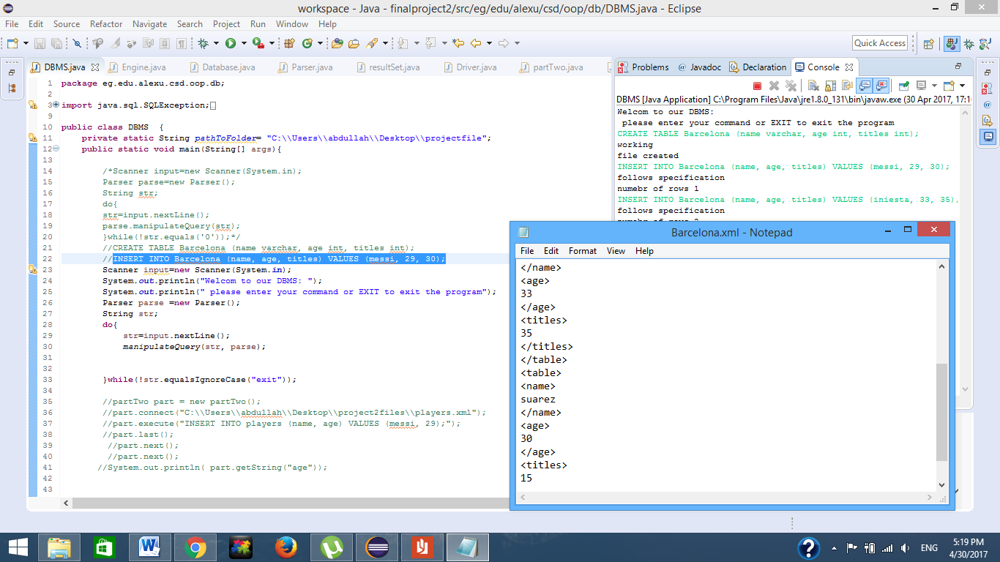 workspace - Java - finalproject2/src/eg/edu/alexu/csd/oop/db/DBMS.java - Eclipse
File Edit Source Refactor Navigate Search Project Run Window Help
Quick Access
DBMS.java Engine.java Database.java Parser.java resultSet.java Driver.java partTwo.java
1 package eg.edu.alexu.csd.oop.db;
2
3 import java.sql.SQLException;
9
10 public class DBMS {
11 private static String pathToFolder= "C:\\Users\\abdullah\\Desktop\\projectfile";
12 public static void main(String[] args){
13
14 /*Scanner input=new Scanner(System.in);
15 Parser parse=new Parser();
16 String str;
17 do{
18 str=input.nextLine();
19 parse.manipulateQuery(str);
20 }while(!str.equals('0'));*/
21 //CREATE TABLE Barcelona (name varchar, age int, titles int);
22 //INSERT INTO Barcelona (name, age, titles) VALUES (messi, 29, 30);
23 Scanner input=new Scanner(System.in);
24 System.out.println("Welcom to our DBMS: ");
25 System.out.println(" please enter your command or EXIT to exit the program");
26 Parser parse =new Parser();
27 String str;
28 do{
29 str=input.nextLine();
30 manipulateQuery(str, parse);
31
32
33 }while(!str.equalsIgnoreCase("exit"));
34
35 //partTwo part = new partTwo();
36 //part.connect("C:\\Users\\abdullah\\Desktop\\project2files\\players.xml");
37 //part.execute("INSERT INTO players (name, age) VALUES (messi, 29);");
38 //part.last();
39 //part.next();
40 //part.next();
41 //System.out.println( part.getString("age"));
42
43
Problems Javadoc Declaration Console
DBMS [Java Application] C:\Program Files\Java\jre1.8.0_131\bin\javaw.exe (30 Apr 2017, 17:1
Welcom to our DBMS:
please enter your command or EXIT to exit the program
CREATE TABLE Barcelona (name varchar, age int, titles int);
working
file created
INSERT INTO Barcelona (name, age, titles) VALUES (messi, 29, 30);
follows specification
numebr of rows 1
INSERT INTO Barcelona (name, age, titles) VALUES (iniesta, 33, 35)
follows specification
Barcelona.xml - Notepad
File Edit Format View Help
</name>
<age>
33
</age>
<titles>
35
</titles>
</table>
<table>
<name>
suarez
</name>
<age>
30
</age>
<titles>
15
ENG
5:19 PM
4/30/2017